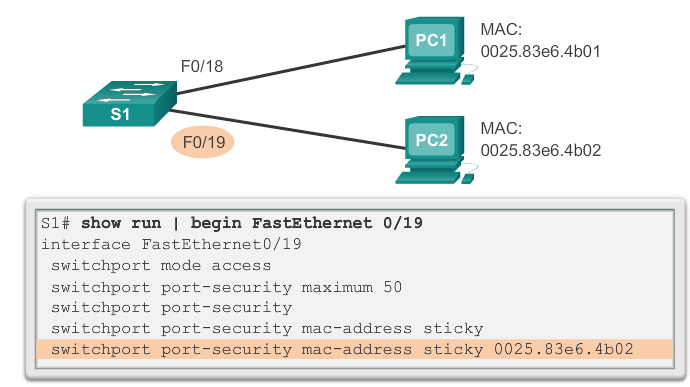 PC1
MAC:
0025.83e6.4b01
F0/18
S1
F0/19
PC2
MAC:
0025.83e6.4b02
S1# show run | begin FastEthernet 0/19
interface FastEthernet0/19
switchport mode access
switchport port-security maximum 50
switchport port-security
switchport port-security mac-address sticky
switchport port-security mac-address sticky 0025.83e6.4b02